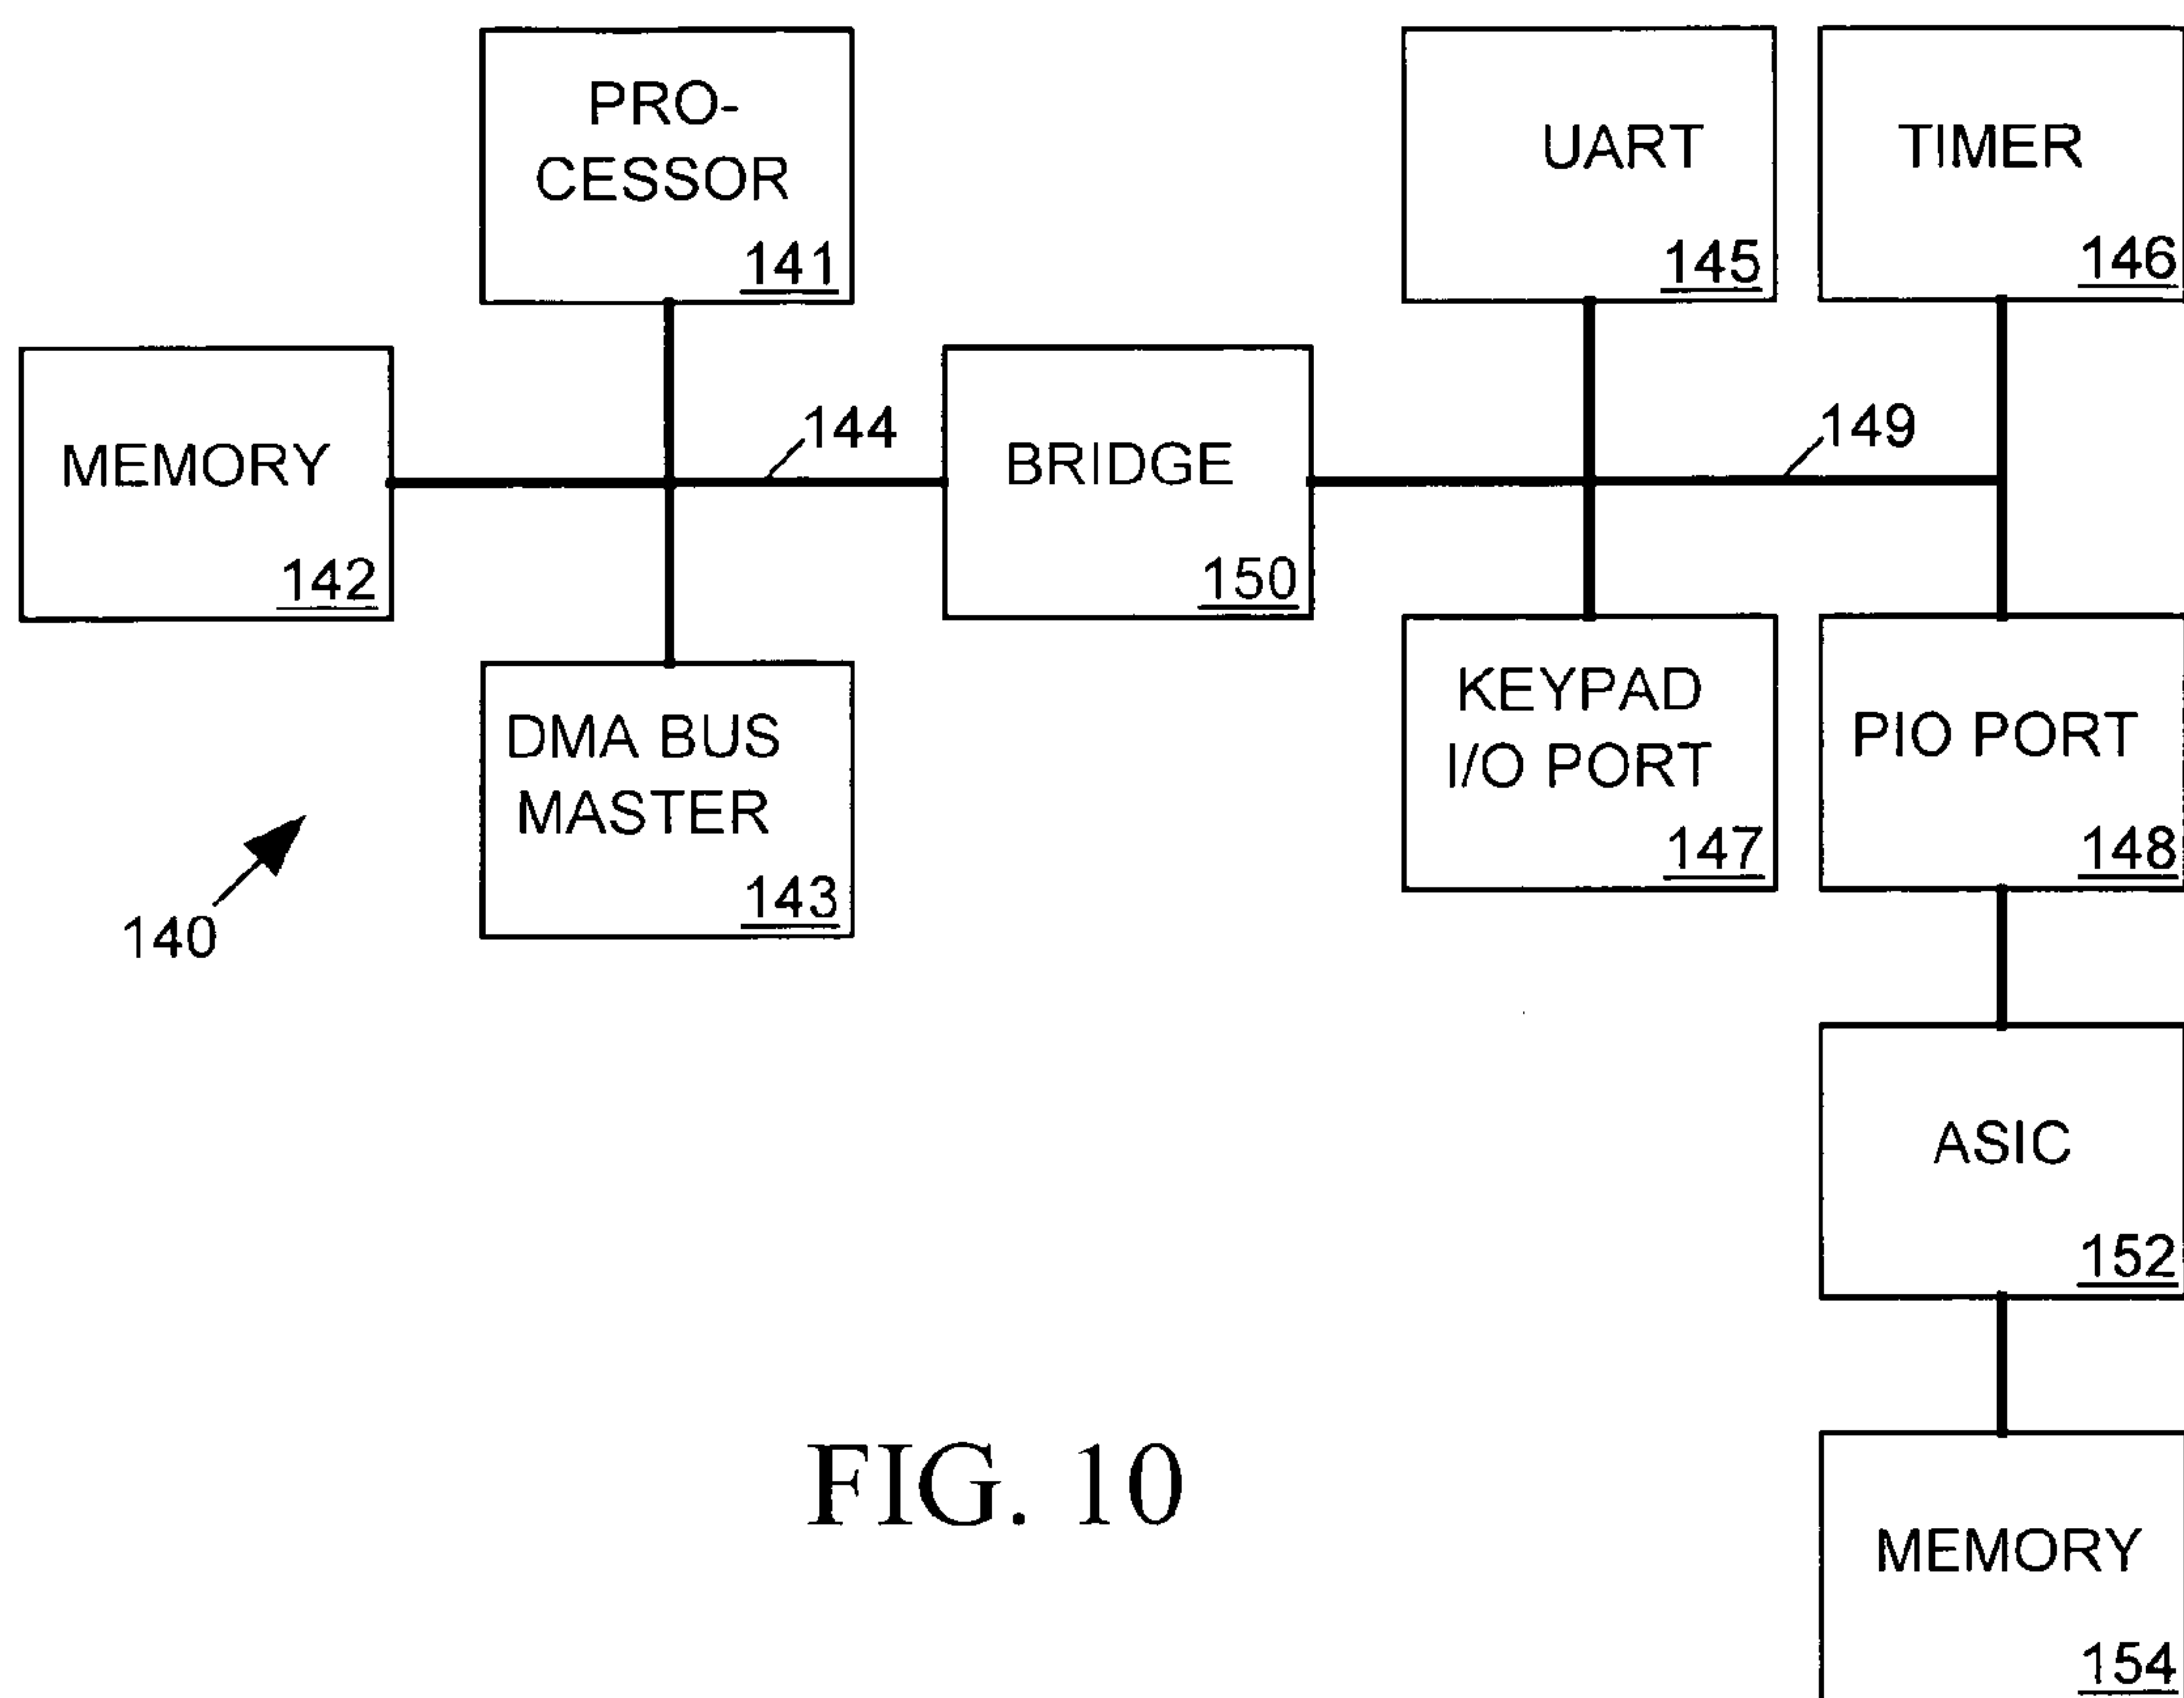 PRO-
CESSOR
141
UART
145
TIMER
146
MEMORY
142
144
BRIDGE
150
149
DMA BUS
MASTER
143
KEYPAD
I/O PORT
147
PIO PORT
148
140
ASIC
152
FIG. 10
MEMORY
154